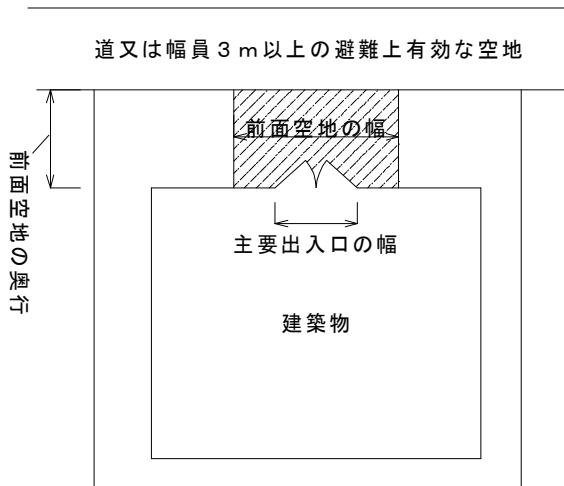 道又は幅員3m以上の避難上有効な空地
前面空地の幅
前面空地の奥行
主要出入口の幅
建築物